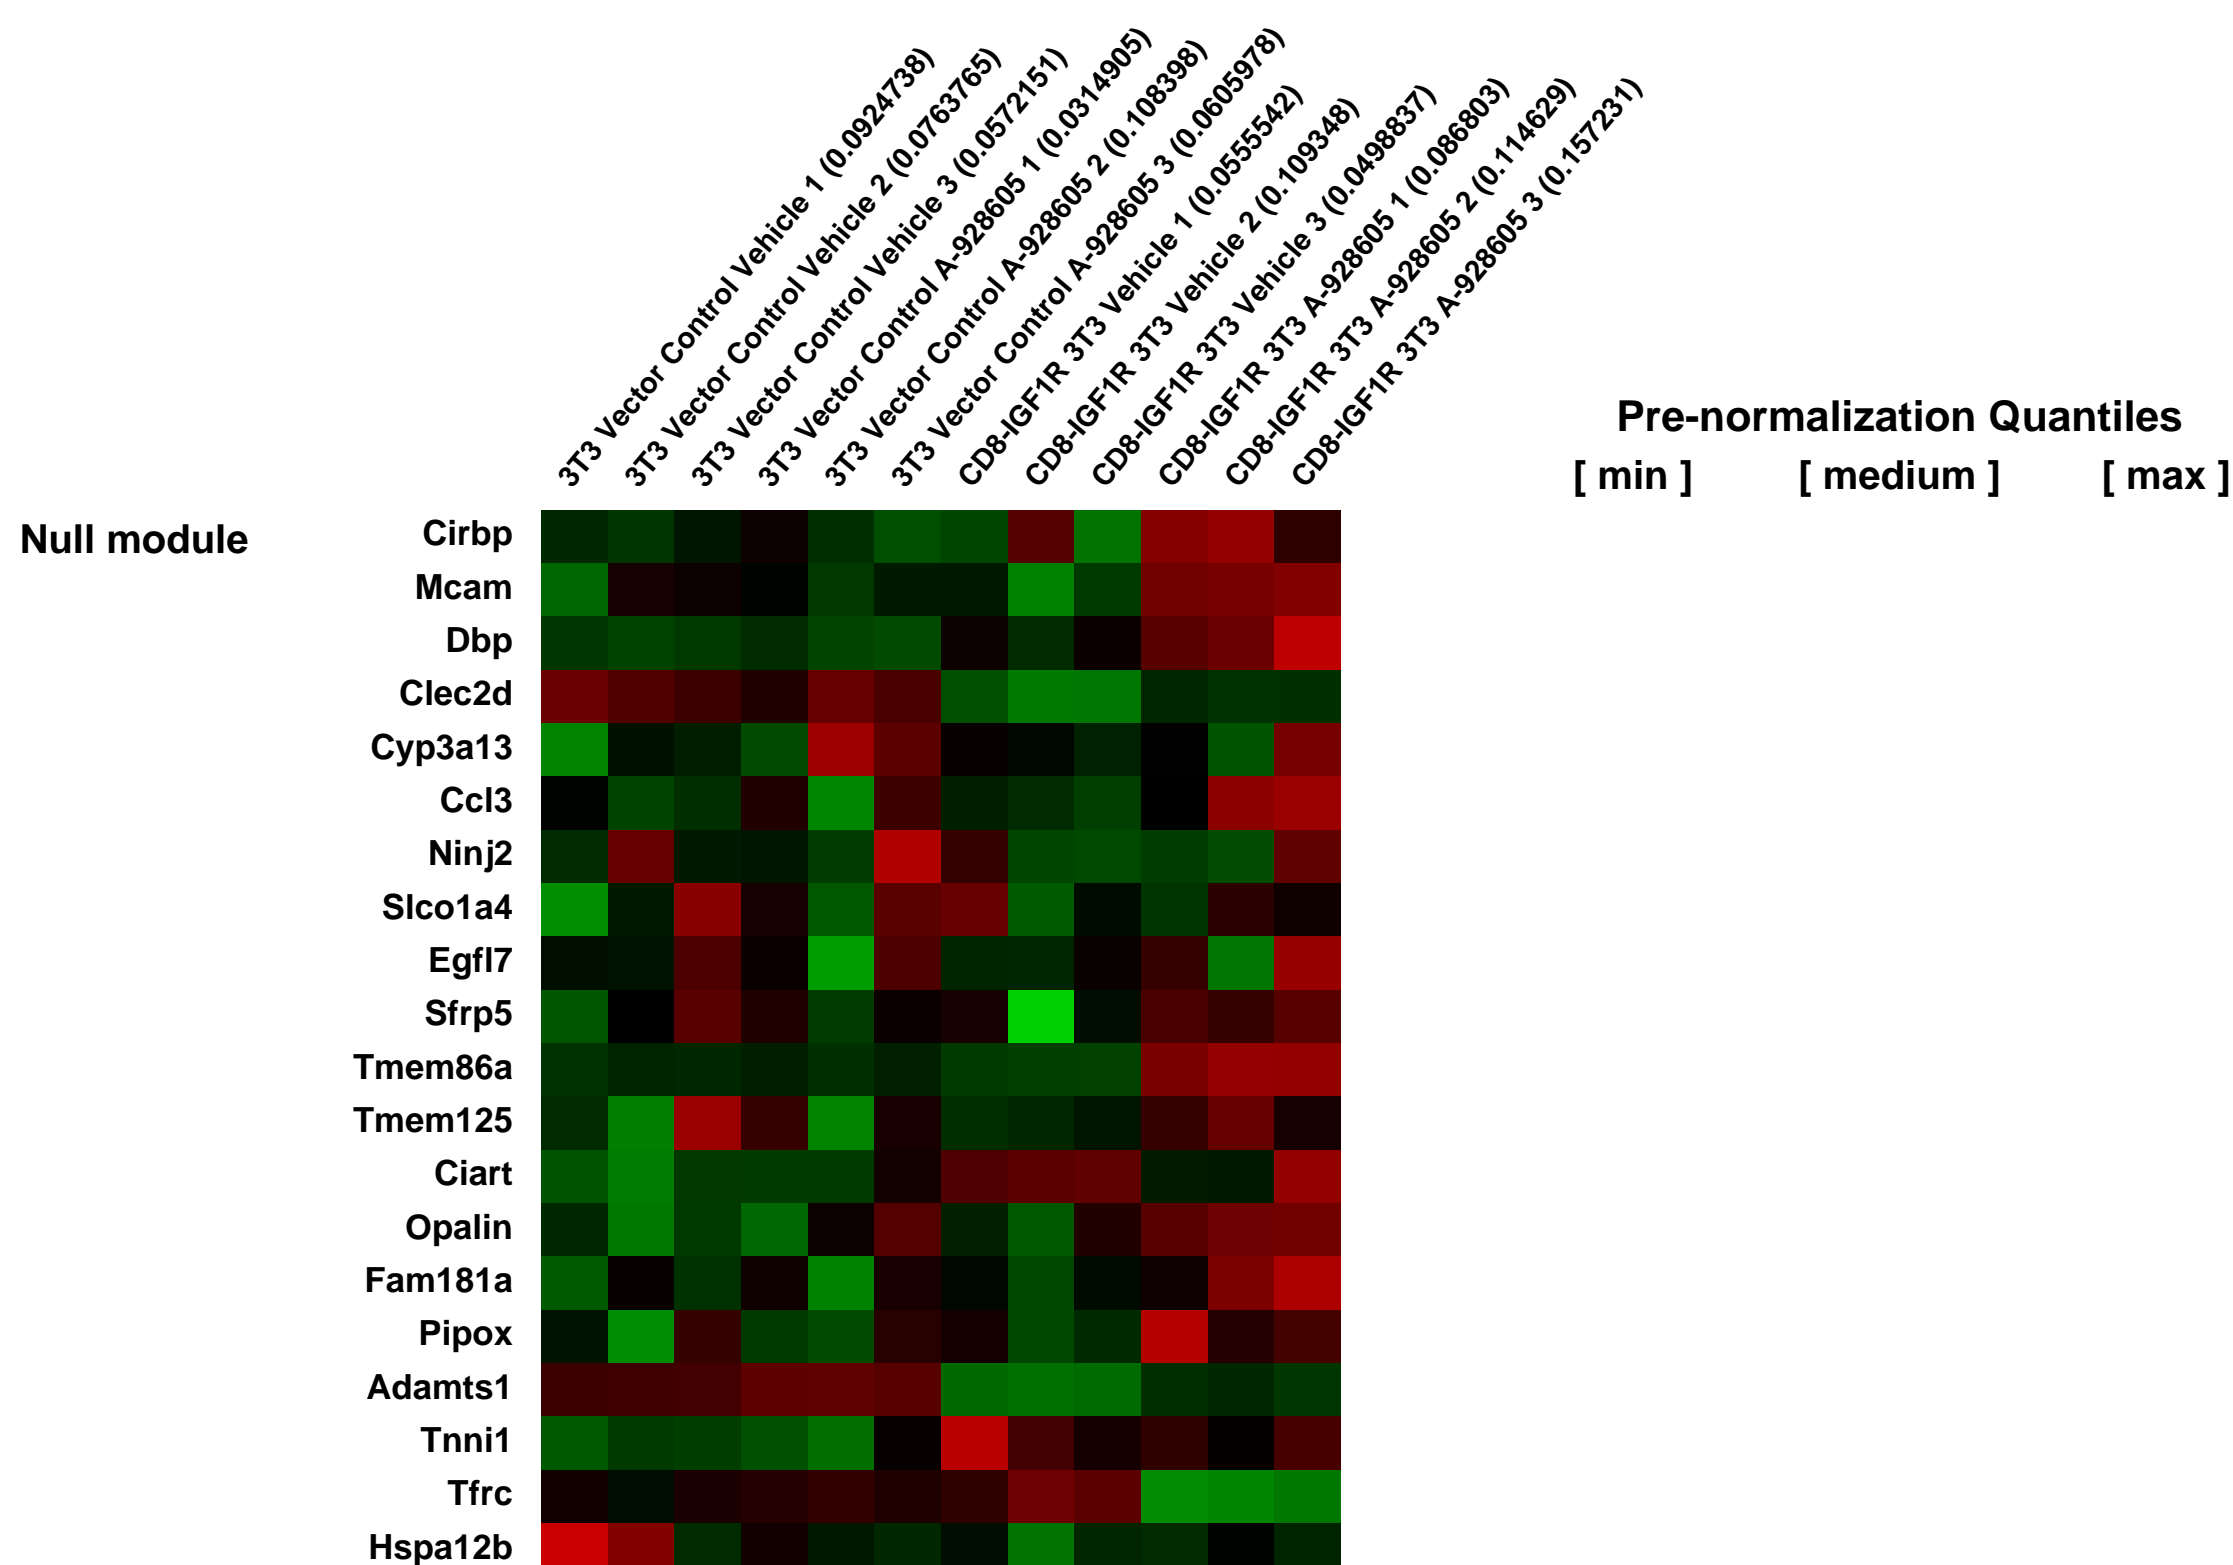 3T3 Vector Control Vehicle 1 (0.0924738)
3T3 Vector Control Vehicle 2 (0.0763765)
3T3 Vector Control Vehicle 3 (0.0572151)
3T3 Vector Control A-928605 1 (0.0314905)
3T3 Vector Control A-928605 2 (0.108398)
3T3 Vector Control A-928605 3 (0.0605978)
CD8-IGF1R 3T3 Vehicle 1 (0.0555542)
CD8-IGF1R 3T3 Vehicle 2 (0.109348)
CD8-IGF1R 3T3 Vehicle 3 (0.0498837)
CD8-IGF1R 3T3 A-928605 1 (0.086803)
CD8-IGF1R 3T3 A-928605 2 (0.114629)
CD8-IGF1R 3T3 A-928605 3 (0.157231)
Pre-normalization Quantiles
[ min ] [ medium ] [ max ]
Null module
Cirbp
Mcam
Dbp
Clec2d
Cyp3a13
Ccl3
Ninj2
Slco1a4
Egfl7
Sfrp5
Tmem86a
Tmem125
Ciart
Opalin
Fam181a
Pipox
Adamts1
Tnni1
Tfrc
Hspa12b